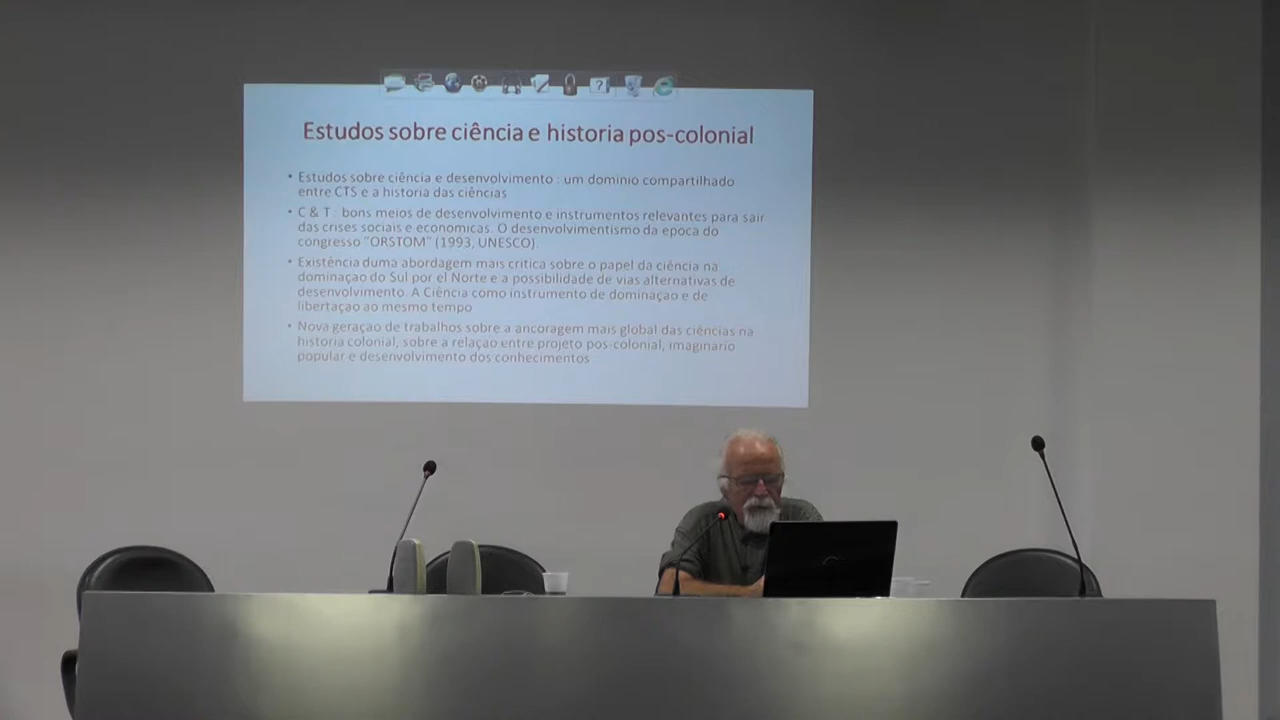 Estudos sobre ciência e historia pos-colonial
• Estudos sobre ciência e desenvolvimento : um dominio compartilhado
entre CTS e a historia das ciências
• C & T : bons meios de desenvolvimento e instrumentos relevantes para sair
das crises sociais e economicas. O desenvolvimentismo da epoca do
congresso "ORSTOM" (1993, UNESCO).
• Existência duma abordagem mais critica sobre o papel da ciência na
dominaçao do Sul por el Norte e a possibilidade de vias alternativas de
desenvolvimento. A Ciência como instrumento de dominaçao e de
libertaçao ao mesmo tempo
• Nova geraçao de trabalhos sobre a ancoragem mais global das ciências na
historia colonial, sobre a relaçao entre projeto pos-colonial, imaginario
popular e desenvolvimento dos conhecimentos